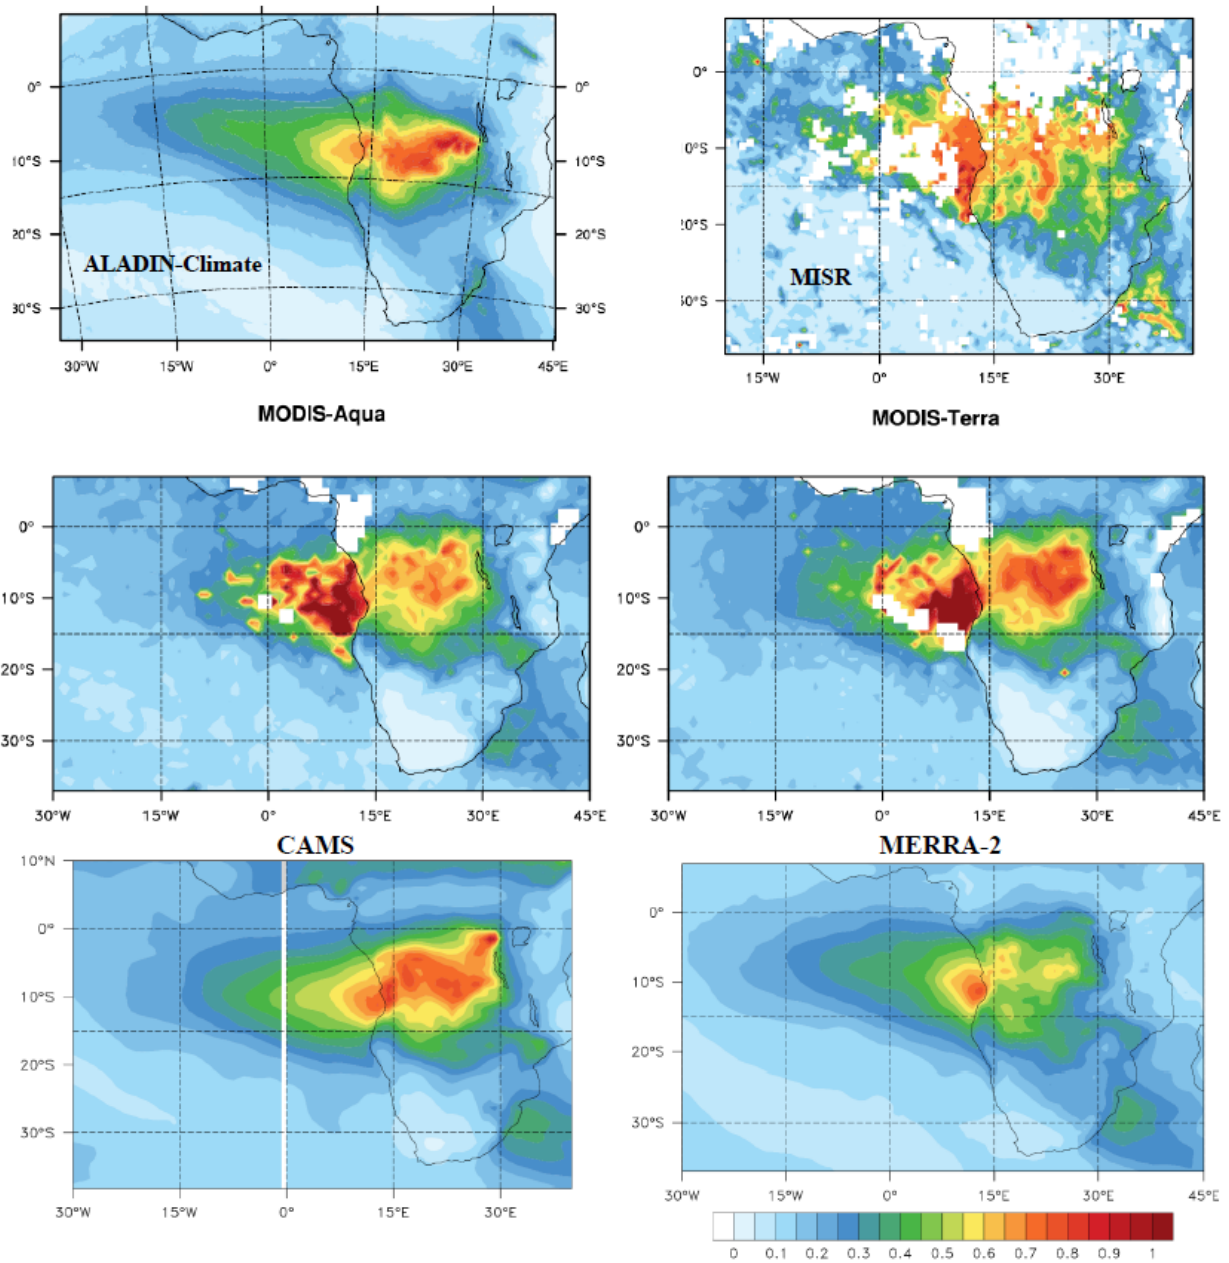 0° 0° 0°
10°S 10°S 0°S
20°S 20°S 20°S
ALADIN-Climate MISR
30°S 30°S 50°S
30°W 15°W 0° 15°E 30°E 45°E 15°W 0° 15°E 30°E
MODIS-Aqua MODIS-Terra
0° 0°
10°S 10°S
20°S 20°S
30°S 30°S
30°W 15°W 0° 15°E 30°E 45°E 30°W 15°W 0° 15°E 30°E 45°E
CAMS MERRA-2
10°N
0° 0°
10°S 10°S
20°S 20°S
30°S 30°S
30°W 15°W 0° 15°E 30°E 30°W 15°W 0° 15°E 30°E 45°E
0 0.1 0.2 0.3 0.4 0.5 0.6 0.7 0.8 0.9 1